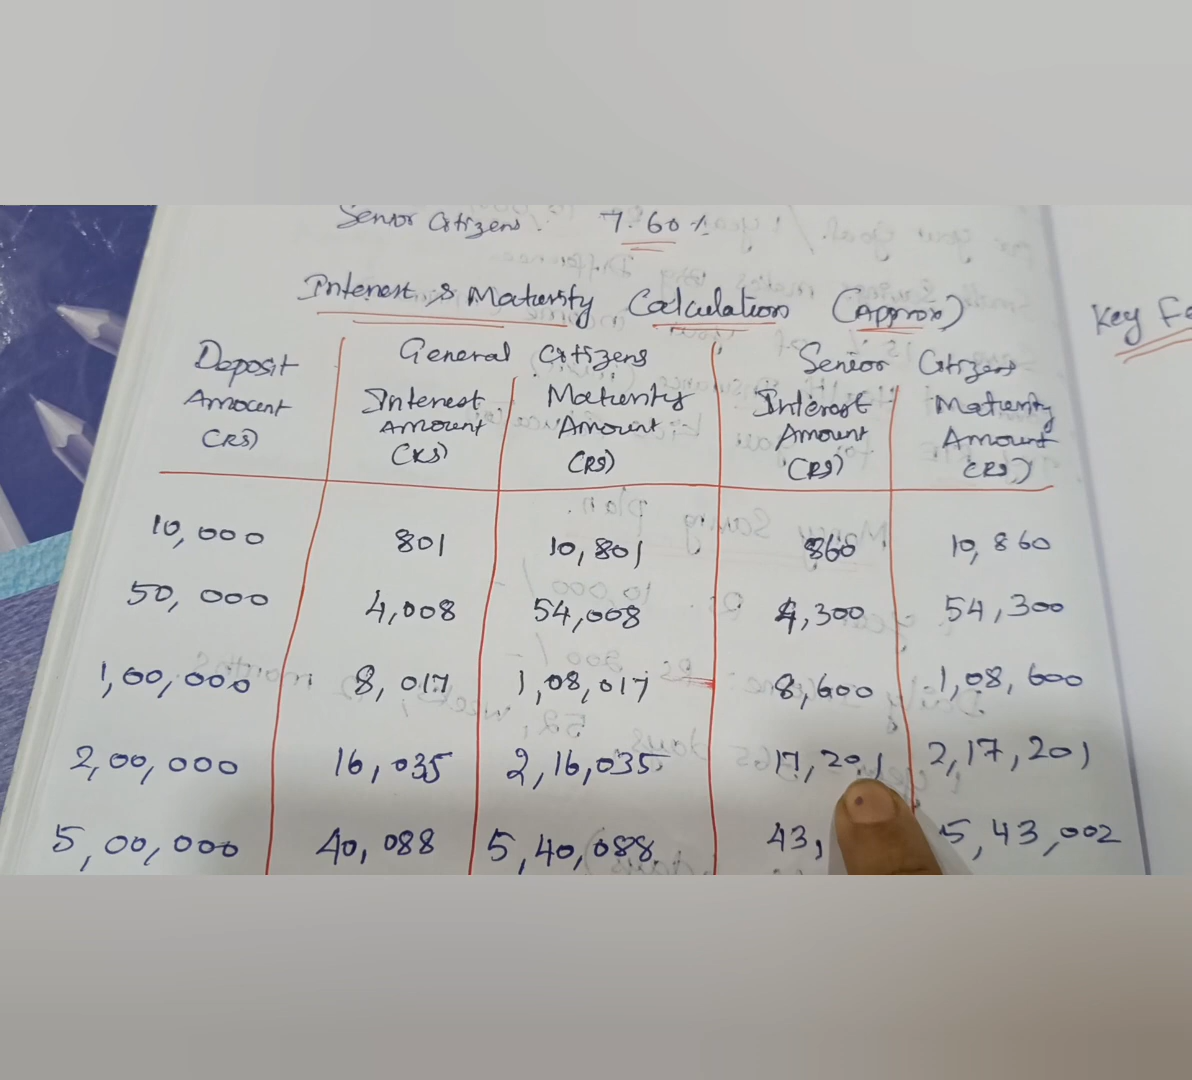 Senior Citizens : 7.60%
Interest & Maturity Calculation (Approx)
Key
Deposit Amount (RS) General Citizens Senior Citizens
Interest Amount (RS) Maturity Amount (RS) Interest Amount (RS) Maturity Amount (RS)
10,000 801 10,801 860 10,860
50,000 4,008 54,008 4,300 54,300
1,00,000 8,017 1,08,017 8,600 1,08,600
2,00,000 16,035 2,16,035 17,201 2,17,201
5,00,000 40,088 5,40,088 43, 5,43,002